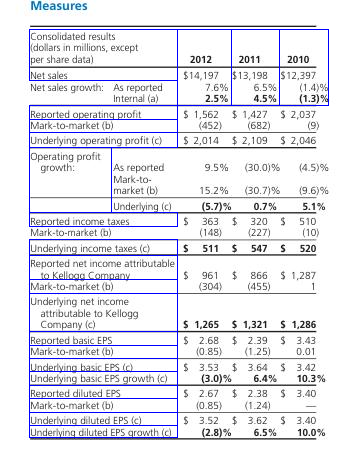 Measures
Consolidated results
(dollars in millions, except
per share data) 2012 2011 2010
Net sales $14,197 $13,198 $12,397
Net sales growth: As reported 7.6% 6.5% (1.4)%
Internal (a) 2.5% 4.5% (1.3)%
Reported operating profit $ 1,562 $ 1,427 $ 2,037
Mark-to-market (b) (452) (682) (9)
Underlying operating profit (c) $ 2,014 $ 2,109 $ 2,046
Operating profit
growth: As reported 9.5% (30.0)% (4.5)%
Mark-to-
market (b) 15.2% (30.7)% (9.6)%
Underlying (c) (5.7)% 0.7% 5.1%
Reported income taxes $ 363 $ 320 $ 510
Mark-to-market (b) (148) (227) (10)
Underlying income taxes (c) $ 511 $ 547 $ 520
Reported net income attributable
to Kellogg Company $ 961 $ 866 $ 1,287
Mark-to-market (b) (304) (455) 1
Underlying net income
attributable to Kellogg
Company (c) $ 1,265 $ 1,321 $ 1,286
Reported basic EPS $ 2.68 $ 2.39 $ 3.43
Mark-to-market (b) (0.85) (1.25) 0.01
Underlying basic EPS (c) $ 3.53 $ 3.64 $ 3.42
Underlying basic EPS growth (c) (3.0)% 6.4% 10.3%
Reported diluted EPS $ 2.67 $ 2.38 $ 3.40
Mark-to-market (b) (0.85) (1.24) —
Underlying diluted EPS (c) $ 3.52 $ 3.62 $ 3.40
Underlying diluted EPS growth (c) (2.8)% 6.5% 10.0%